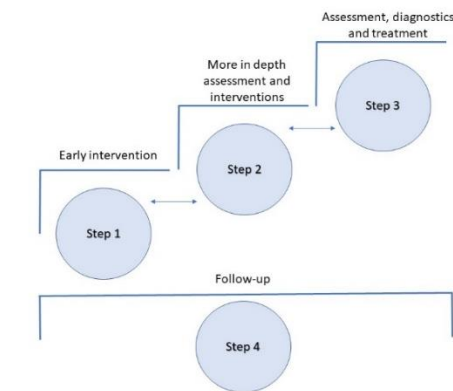 Assessment, diagnostics
and treatment
More in depth
assessment and
interventions
Step 3
Early intervention
Step 2
Step 1
Follow-up
Step 4